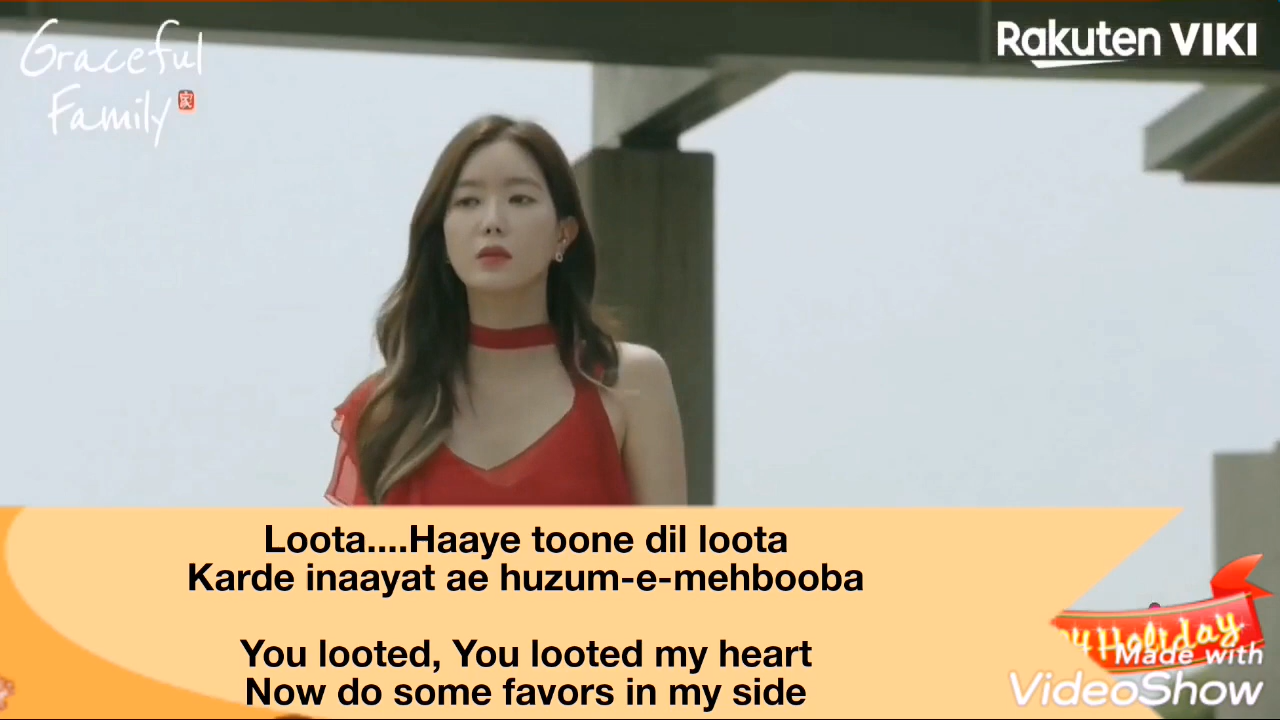 Graceful
Family
家
Rakuten VIKI
Loota....Haaye toone dil loota
Karde inaayat ae huzum-e-mehbooba
You looted, You looted my heart
Now do some favors in my side
Holiday
Made with
VideoShow